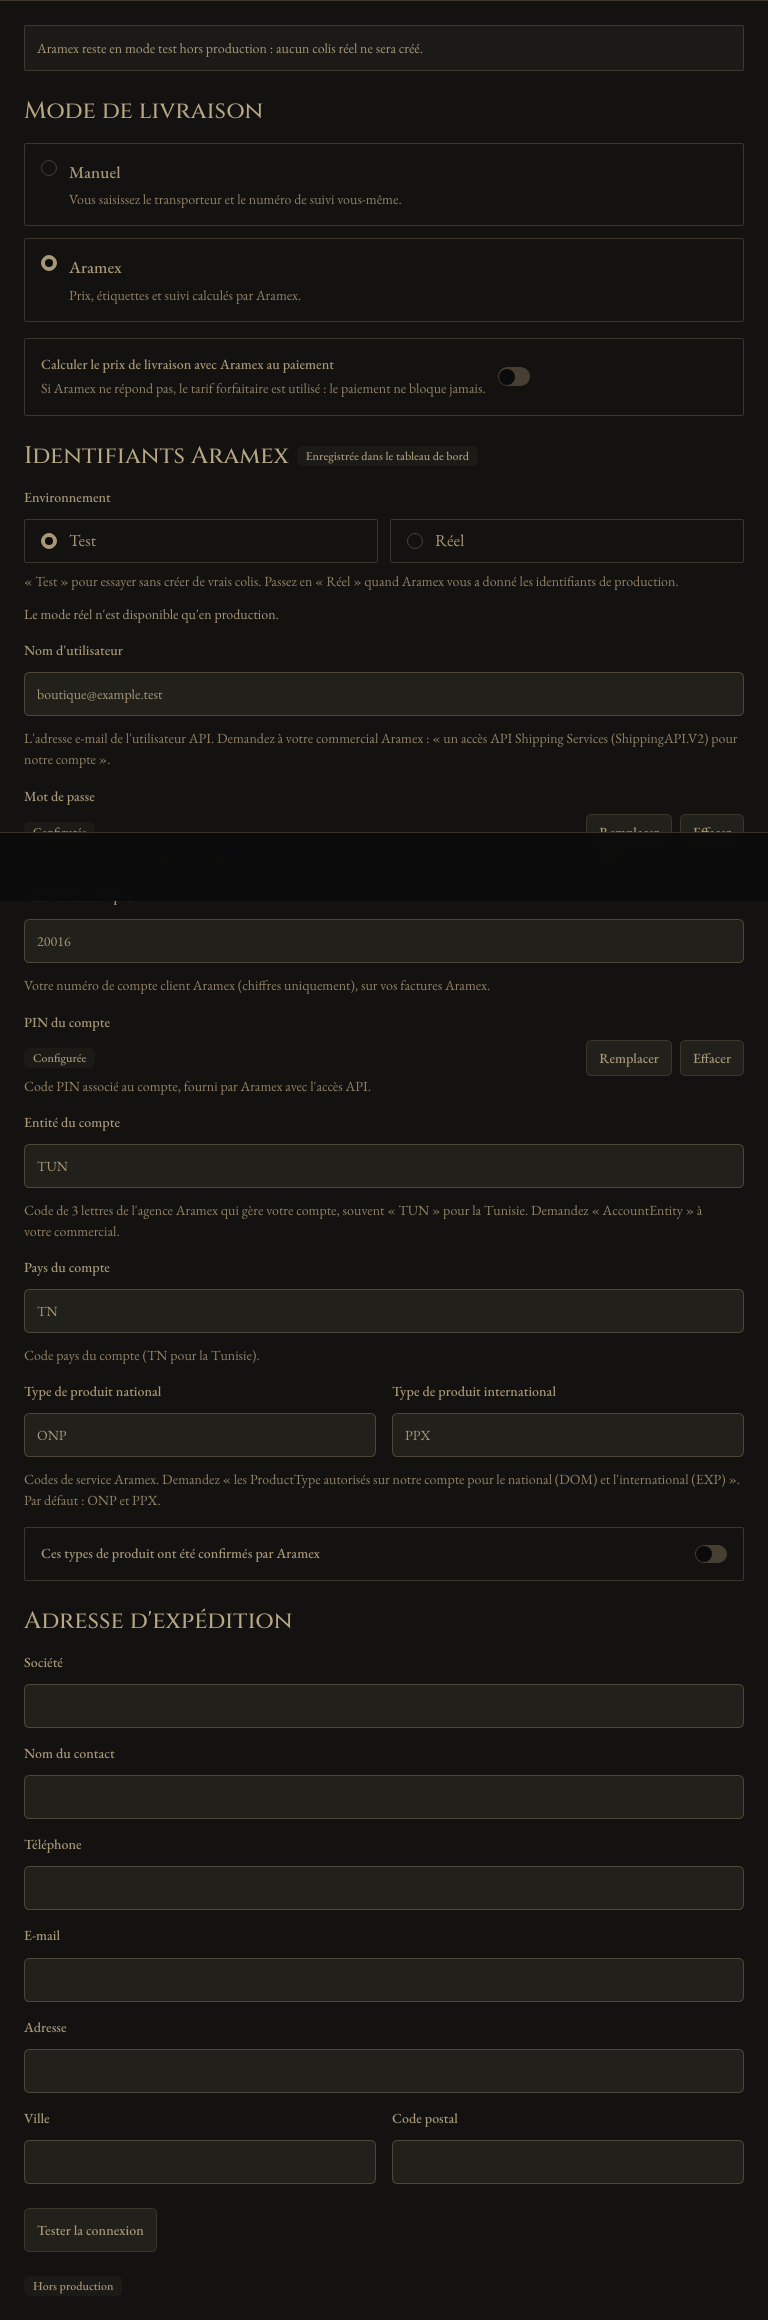 Aramex reste en mode test hors production : aucun colis réel ne sera créé.
Mode de livraison
Manuel
Vous saisissez le transporteur et le numéro de suivi vous-même.
Aramex
Prix, étiquettes et suivi calculés par Aramex.
Calculer le prix de livraison avec Aramex au paiement
Si Aramex ne répond pas, le tarif forfaitaire est utilisé : le paiement ne bloque jamais.
Identifiants Aramex Enregistrée dans le tableau de bord
Environnement
Test Réel
« Test » pour essayer sans créer de vrais colis. Passez en « Réel » quand Aramex vous a donné les identifiants de production.
Le mode réel n'est disponible qu'en production.
Nom d'utilisateur
boutique@example.test
L'adresse e-mail de l'utilisateur API. Demandez à votre commercial Aramex : « un accès API Shipping Services (ShippingAPI.V2) pour
notre compte ».
Mot de passe
Configurée Remplacer Effacer
20016
Votre numéro de compte client Aramex (chiffres uniquement), sur vos factures Aramex.
PIN du compte
Configurée Remplacer Effacer
Code PIN associé au compte, fourni par Aramex avec l'accès API.
Entité du compte
TUN
Code de 3 lettres de l'agence Aramex qui gère votre compte, souvent « TUN » pour la Tunisie. Demandez « AccountEntity » à
votre commercial.
Pays du compte
TN
Code pays du compte (TN pour la Tunisie).
Type de produit national Type de produit international
ONP PPX
Codes de service Aramex. Demandez « les ProductType autorisés sur notre compte pour le national (DOM) et l'international (EXP) ».
Par défaut : ONP et PPX.
Ces types de produit ont été confirmés par Aramex
Adresse d'expédition
Société
Nom du contact
Téléphone
E-mail
Adresse
Ville Code postal
Tester la connexion
Hors production